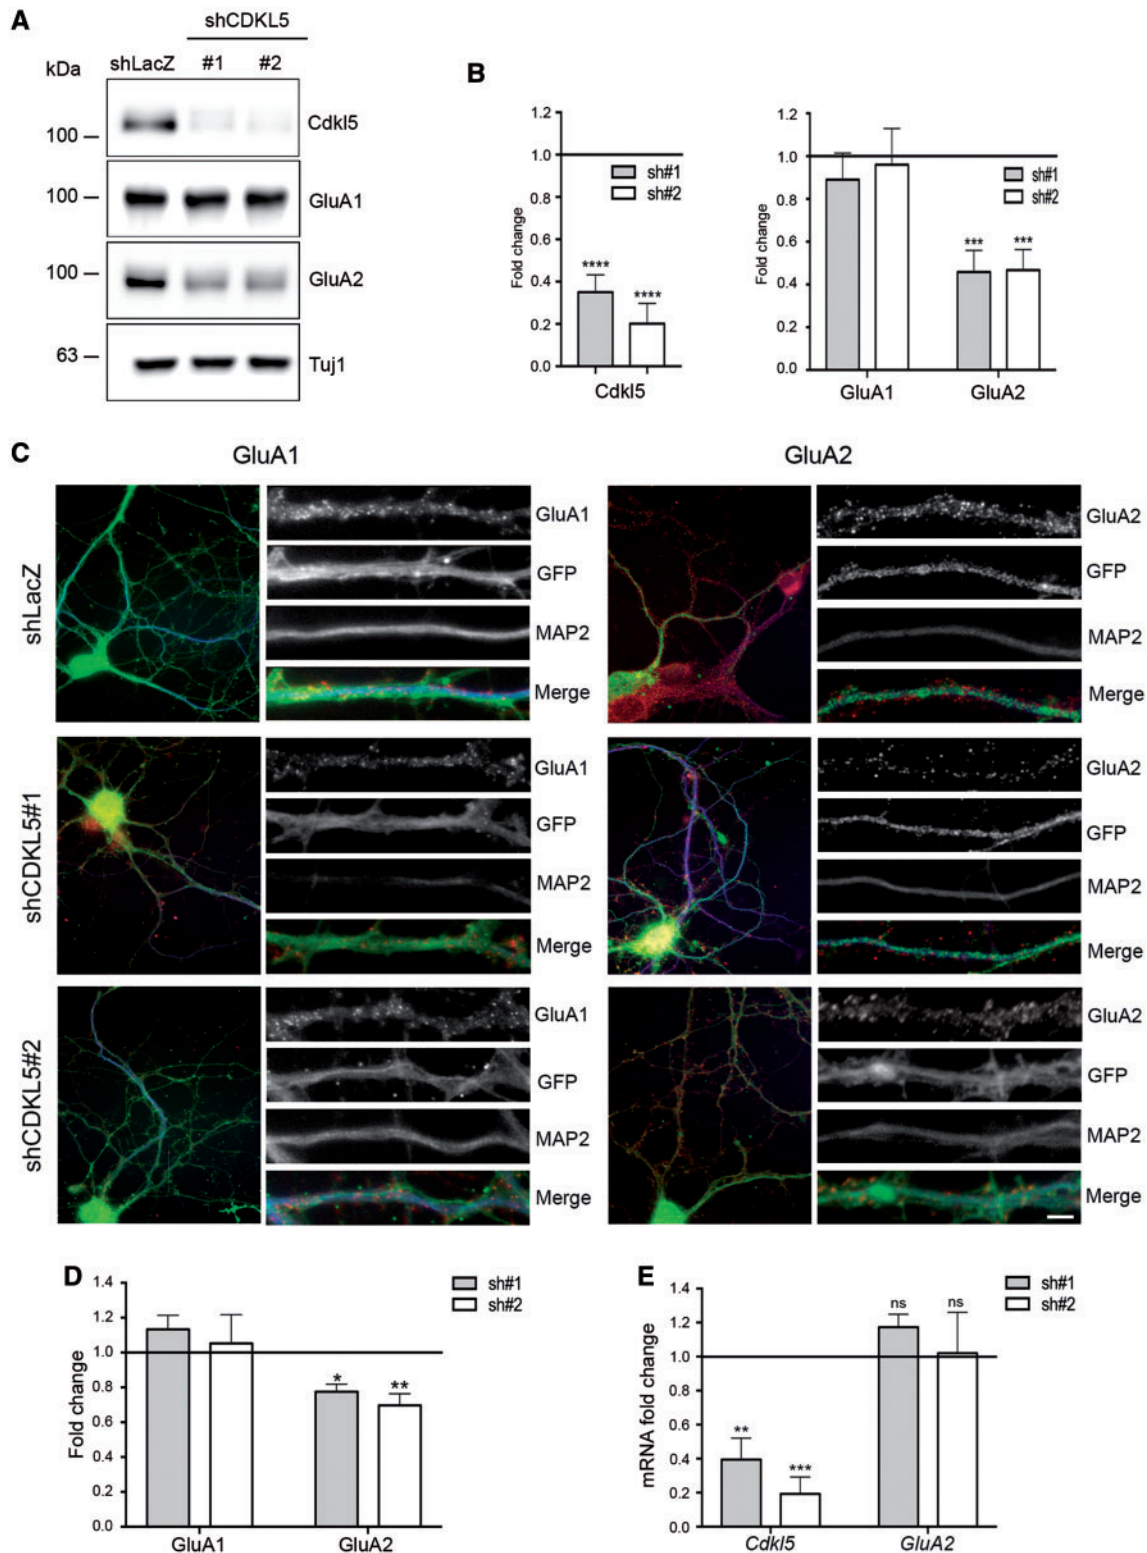 A
shCDKL5
kDa
shLacZ
#1
#2
100
Cdkl5
100
GluA1
100
GluA2
63
Tuj1
B
Fold change
1.2
1.0
0.8
0.6
0.4
0.2
0.0
sh#1
sh#2
****
****
Cdkl5
Fold change
1.2
1.0
0.8
0.6
0.4
0.2
0.0
sh#1
sh#2
***
***
GluA1
GluA2
C
GluA1
GluA2
shLacZ
GluA1
GFP
MAP2
Merge
GluA2
GFP
MAP2
Merge
shCDKL5#1
GluA1
GFP
MAP2
Merge
GluA2
GFP
MAP2
Merge
shCDKL5#2
GluA1
GFP
MAP2
Merge
GluA2
GFP
MAP2
Merge
D
Fold change
1.4
1.2
1.0
0.8
0.6
0.4
0.2
0.0
sh#1
sh#2
*
**
GluA1
GluA2
E
mRNA fold change
1.4
1.2
1.0
0.8
0.6
0.4
0.2
0.0
sh#1
sh#2
**
***
ns
ns
Cdkl5
GluA2